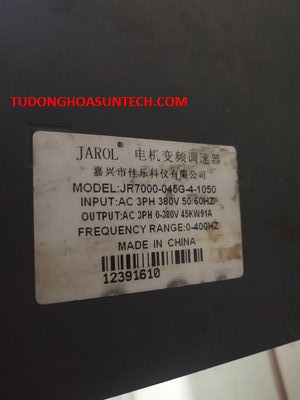 TUDONGHOASUNTECH.COM
JAROL® 电机变频调速器
嘉兴市佳乐科仪有限公司
MODEL:JR7000-045G-4-1050
INPUT:AC 3PH 380V 50/60HZ
OUTPUT:AC 3PH 0-380V 45KW91A
FREQUENCY RANGE:0-400HZ
MADE IN CHINA
12391610